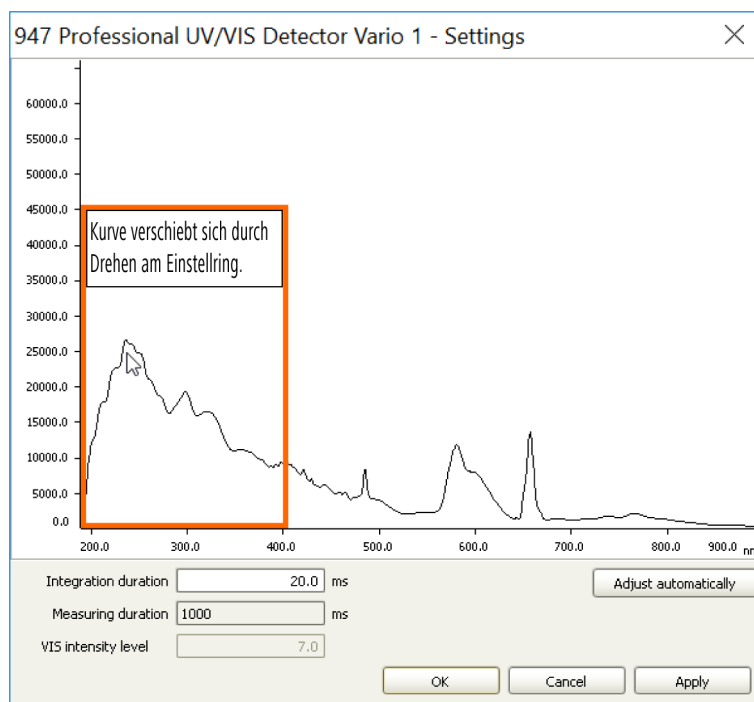 947 Professional UV/VIS Detector Vario 1 - Settings
60000.0
55000.0
50000.0
45000.0
40000.0
35000.0
30000.0
25000.0
20000.0
15000.0
10000.0
5000.0
0.0
Kurve verschiebt sich durch
Drehen am Einstellring.
200.0 300.0 400.0 500.0 600.0 700.0 800.0 900.0
Integration duration 20.0 ms Adjust automatically
Measuring duration 1000 ms
VIS intensity level 7.0
OK Cancel Apply